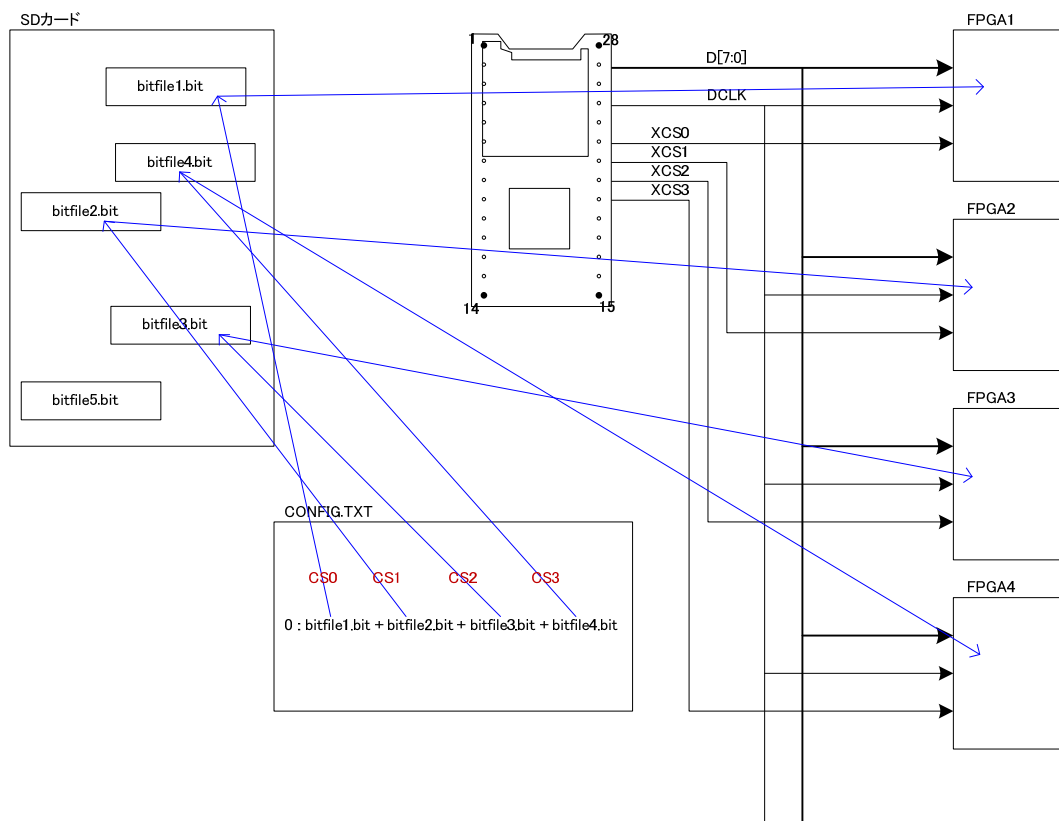 SDカード
bitfile1.bit
bitfile4.bit
bitfile2.bit
bitfile3.bit
bitfile5.bit
1
28
14
15
D[7:0]
DCLK
XCS0
XCS1
XCS2
XCS3
FPGA1
FPGA2
FPGA3
FPGA4
CONFIG.TXT
CS0 CS1 CS2 CS3
0 : bitfile1.bit + bitfile2.bit + bitfile3.bit + bitfile4.bit